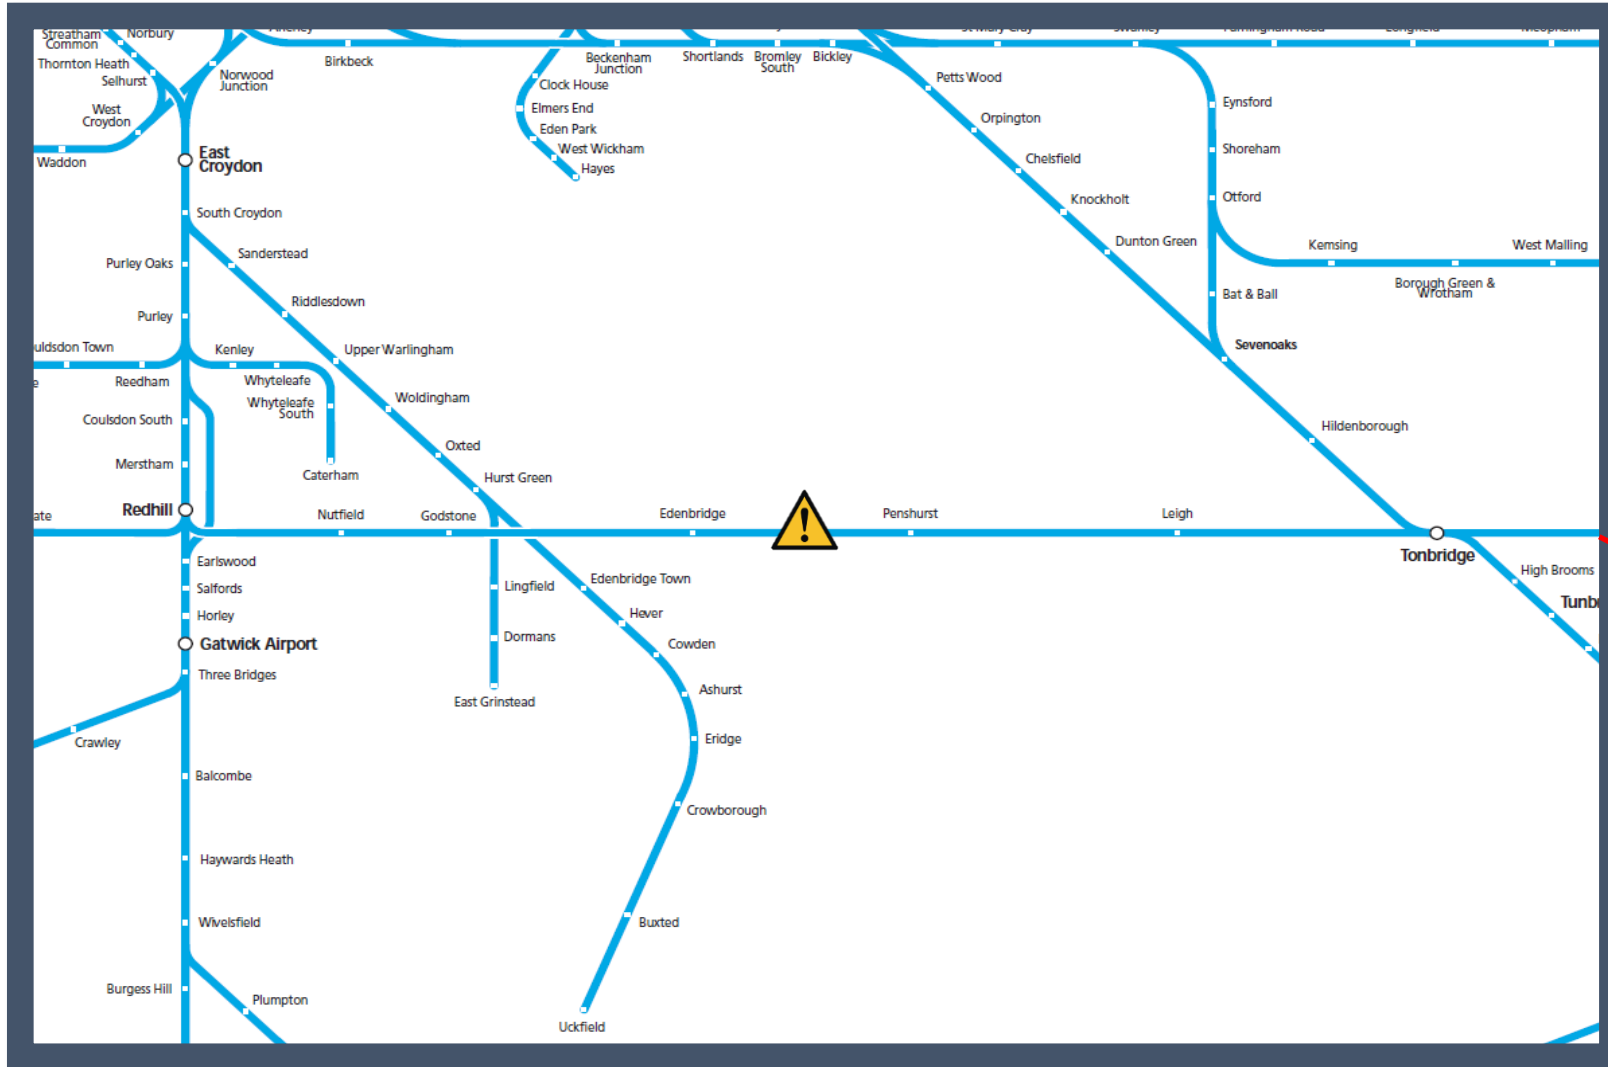 Streatham
Common
Norbury
Thornton Heath
Selhurst
Norwood
Junction
West
Croydon
Waddon
East
Croydon
Birkbeck
Clock House
Elmers End
Eden Park
West Wickham
Hayes
Beckenham
Junction
Shortlands
Bromley
South
Bickley
Petts Wood
Orpington
Chelsfield
Knockholt
Dunton Green
Eynsford
Shoreham
Otford
Kemsing
West Malling
Borough Green &
Wrotham
Bat & Ball
Sevenoaks
Hildenborough
South Croydon
Sanderstead
Purley Oaks
Riddlesdown
Purley
Upper Warlingham
uldsdon Town
Kenley
Reedham
Whyteleafe
Whyteleafe
South
Woldingham
Coulsdon South
Oxted
Merstham
Caterham
Hurst Green
Redhill
ate
Nutfield
Godstone
Edenbridge
!
Penshurst
Leigh
Tonbridge
High Brooms
Tunb
Earlswood
Salfords
Horley
Gatwick Airport
Three Bridges
Crawley
Lingfield
Dormans
East Grinstead
Edenbridge Town
Hever
Cowden
Ashurst
Eridge
Crowborough
Buxted
Uckfield
Balcombe
Haywards Heath
Wivelsfield
Burgess Hill
Plumpton